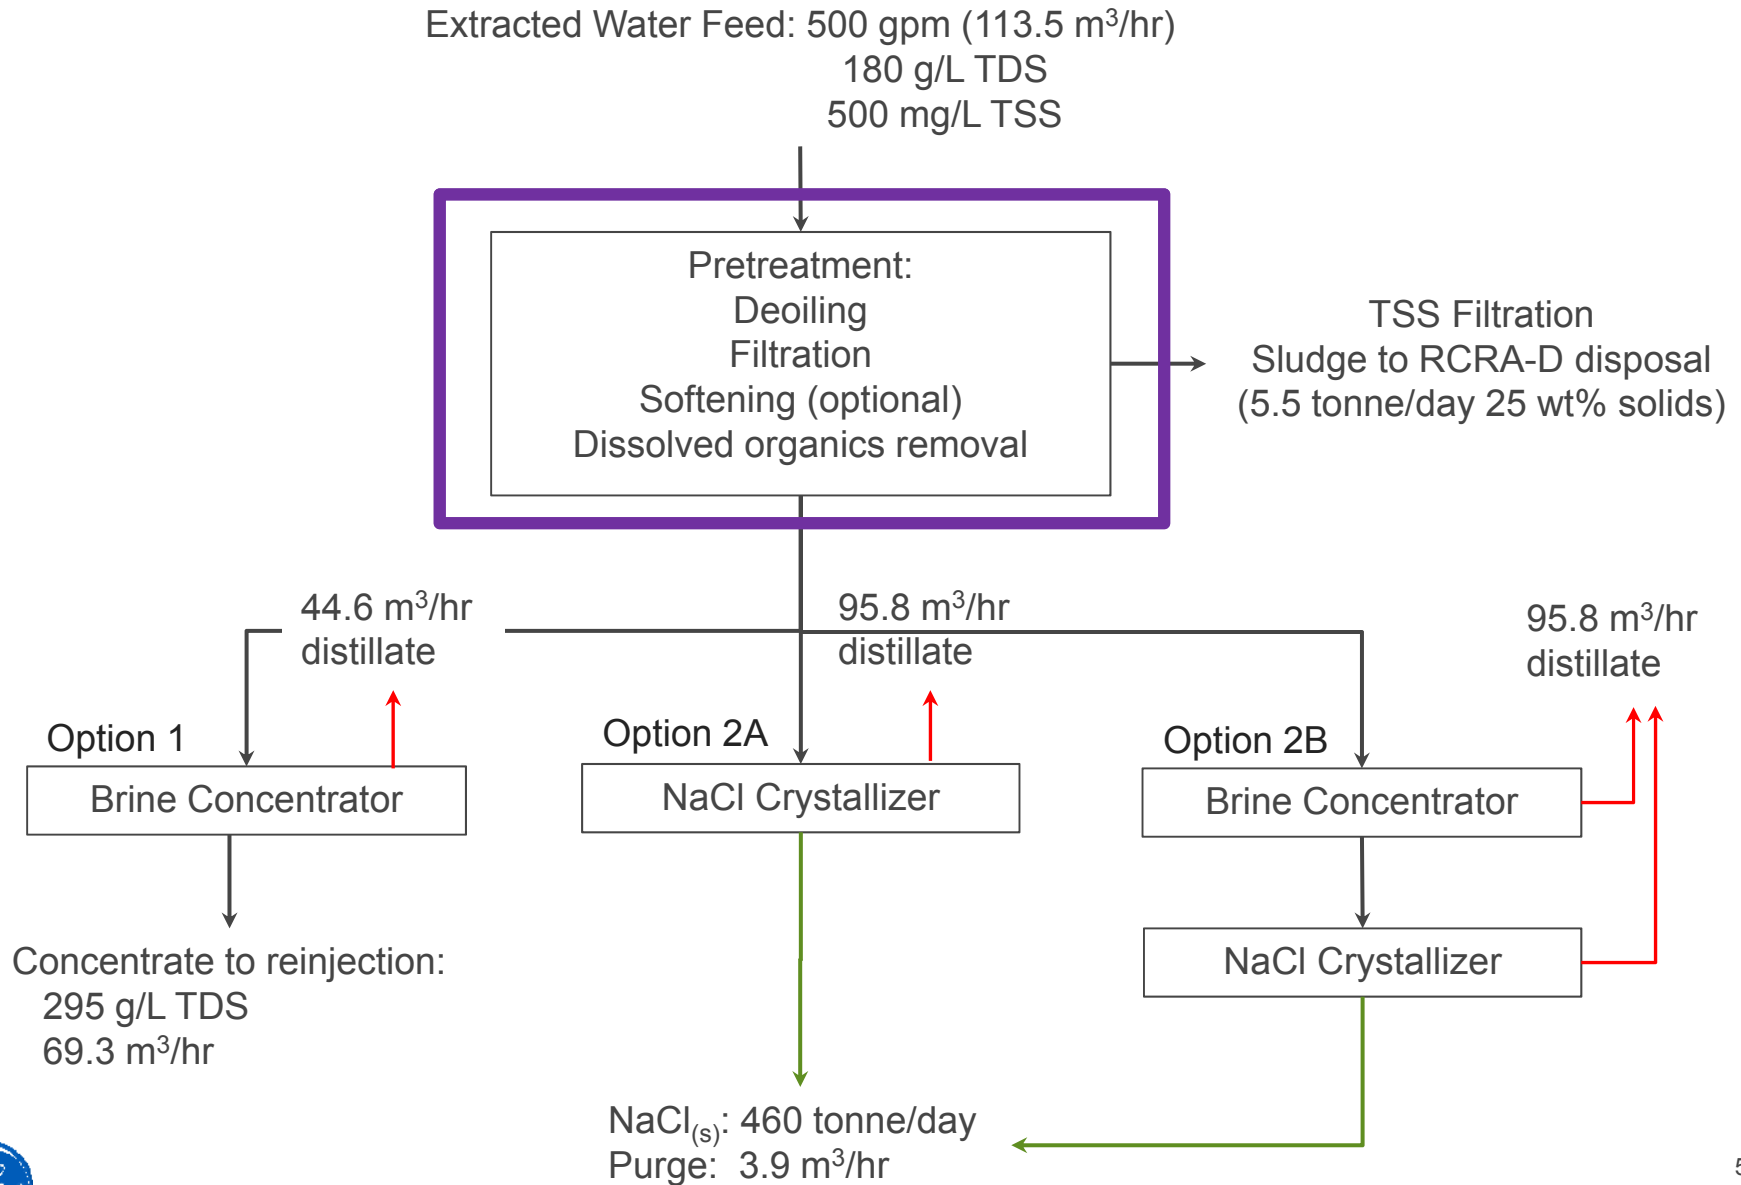 Extracted Water Feed: 500 gpm (113.5 m³/hr)
180 g/L TDS
500 mg/L TSS
Pretreatment:
Deoiling
Filtration
Softening (optional)
Dissolved organics removal
TSS Filtration
Sludge to RCRA-D disposal
(5.5 tonne/day 25 wt% solids)
44.6 m³/hr
distillate
95.8 m³/hr
distillate
95.8 m³/hr
distillate
Option 1
Brine Concentrator
Option 2A
NaCl Crystallizer
Option 2B
Brine Concentrator
NaCl Crystallizer
Concentrate to reinjection:
295 g/L TDS
69.3 m³/hr
NaCl(s): 460 tonne/day
Purge: 3.9 m³/hr
5